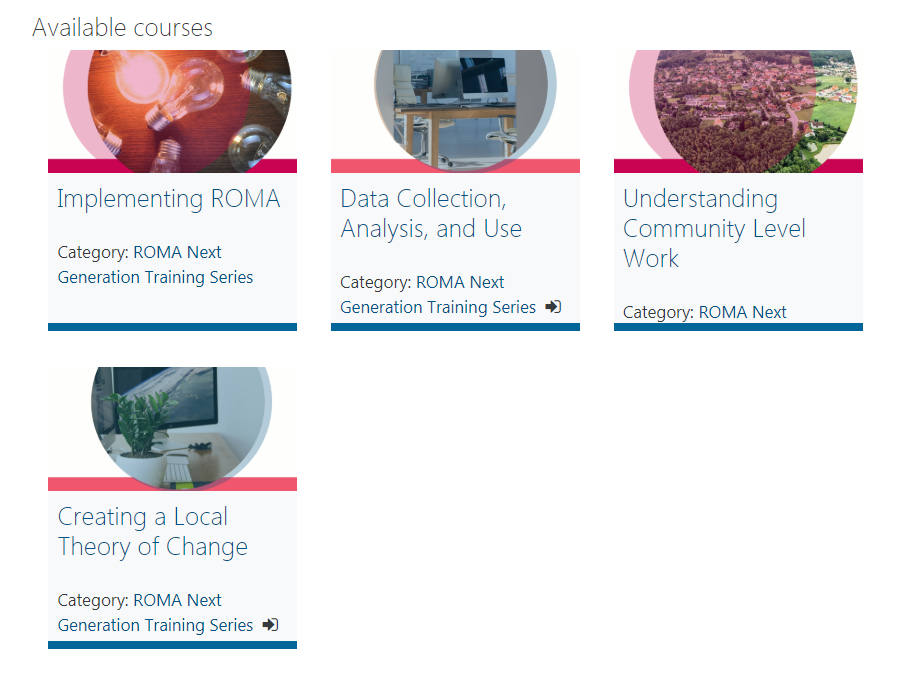 Available courses
Implementing ROMA
Category: ROMA Next
Generation Training Series
Data Collection,
Analysis, and Use
Category: ROMA Next
Generation Training Series
Understanding
Community Level
Work
Category: ROMA Next
Creating a Local
Theory of Change
Category: ROMA Next
Generation Training Series